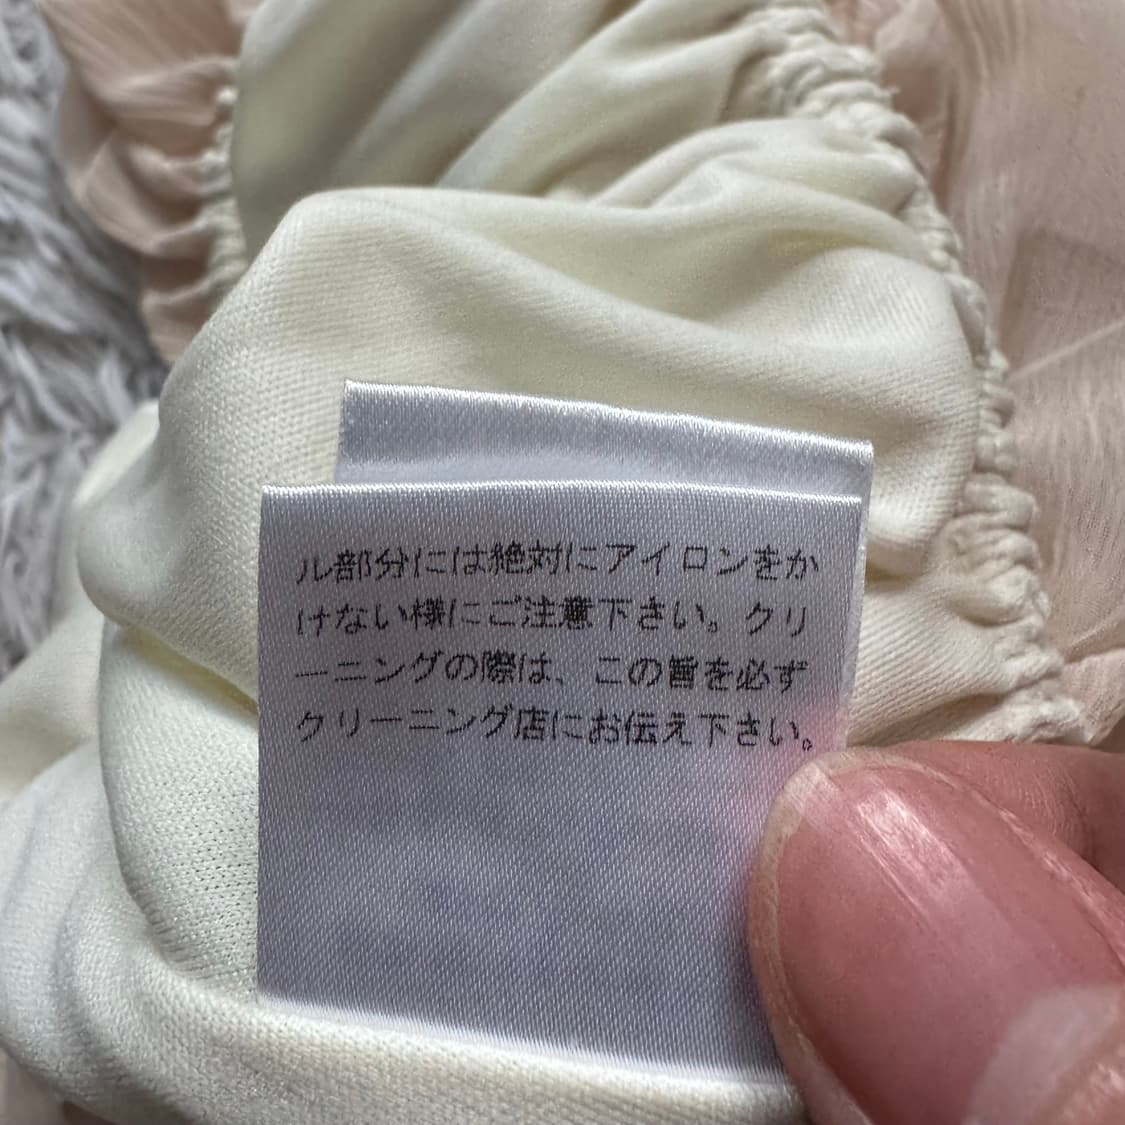 ル部分には絶対にアイロンをか
けない様にご注意下さい。クリ
ーニングの際は、この旨を必ず
クリーニング店にお伝え下さい。